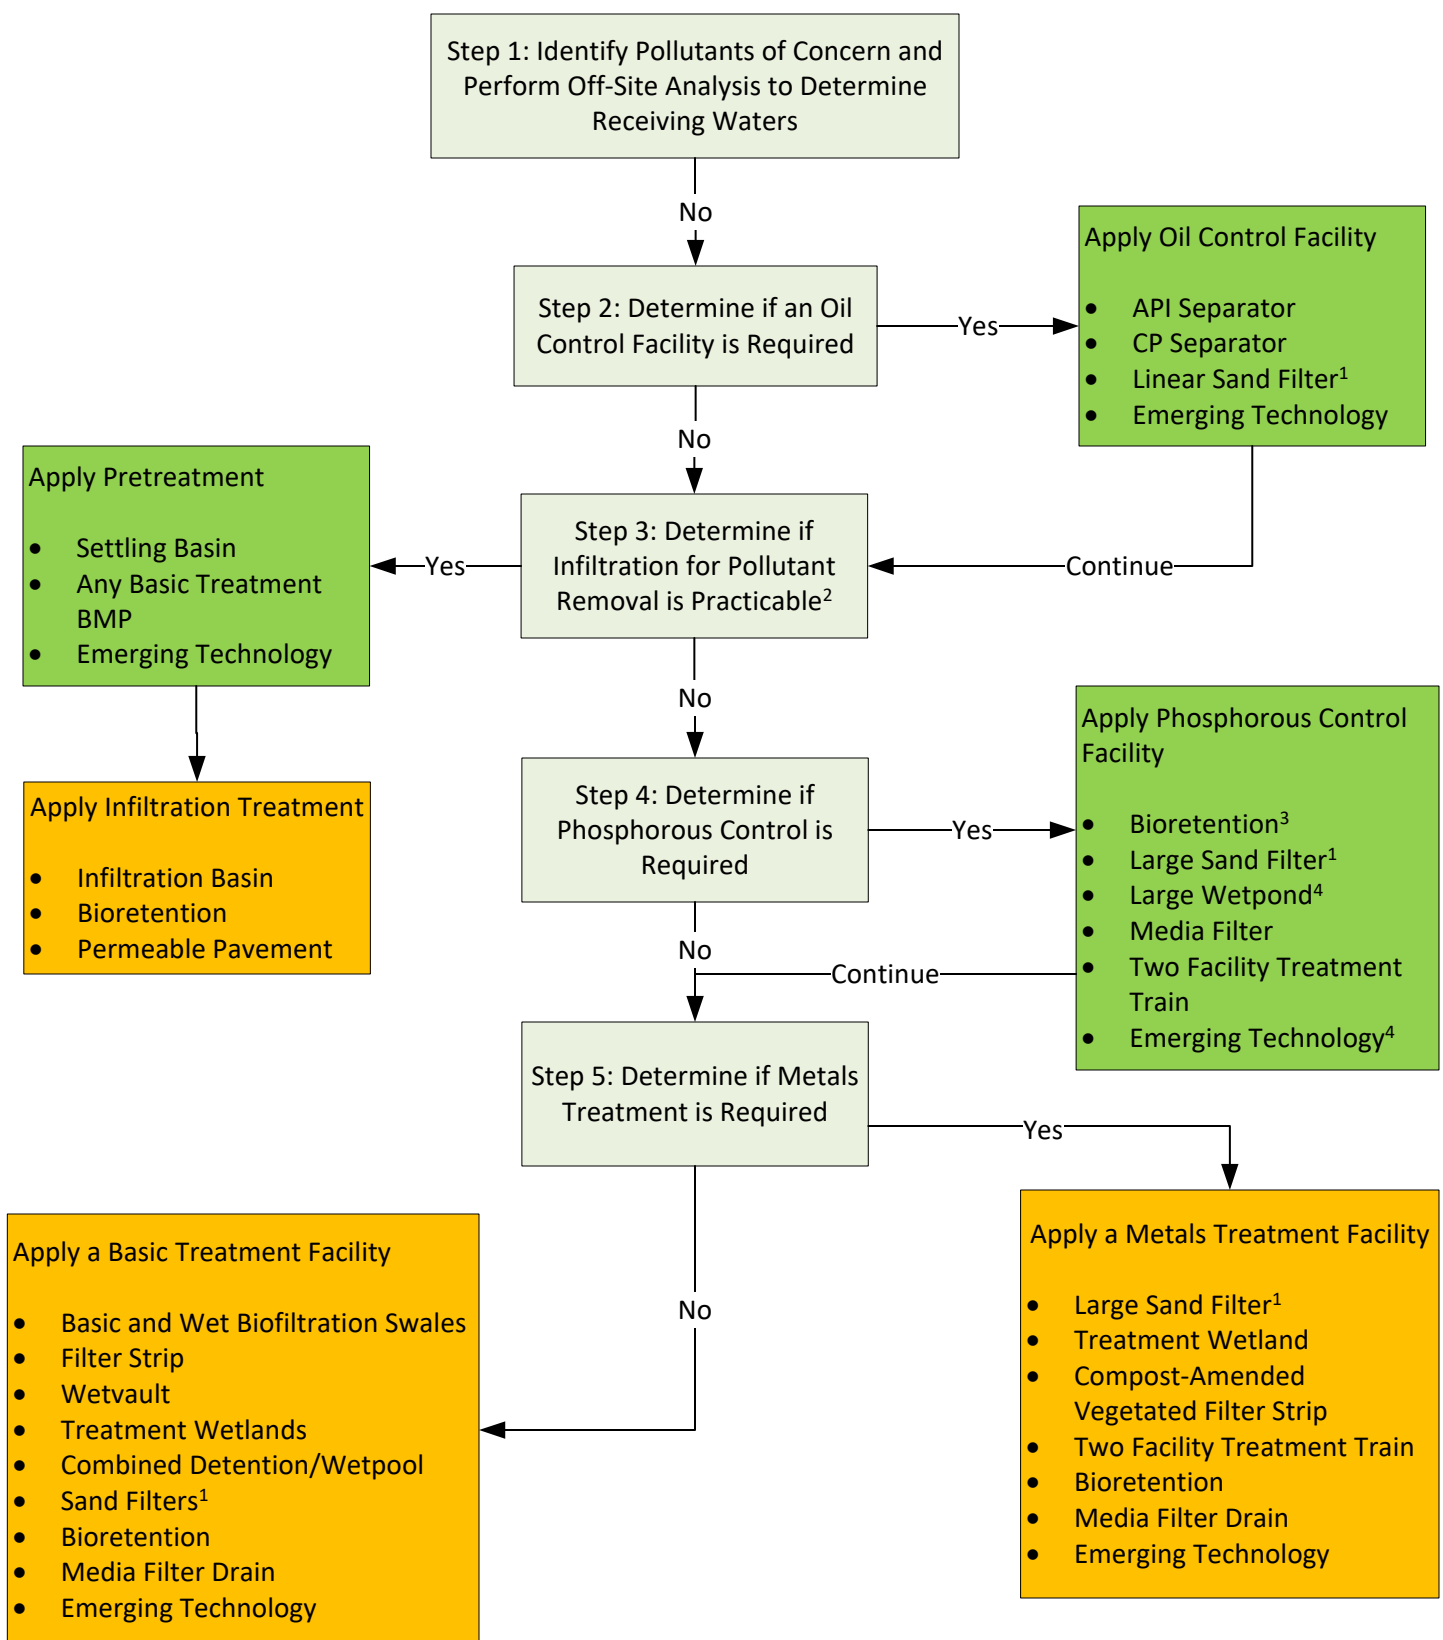 Step 1: Identify Pollutants of Concern and
Perform Off-Site Analysis to Determine
Receiving Waters
No
Step 2: Determine if an Oil
Control Facility is Required
Yes
Apply Oil Control Facility
• API Separator
• CP Separator
• Linear Sand Filter¹
• Emerging Technology
No
Continue
Step 3: Determine if
Infiltration for Pollutant
Removal is Practicable²
Yes
Apply Pretreatment
• Settling Basin
• Any Basic Treatment
BMP
• Emerging Technology
Apply Infiltration Treatment
• Infiltration Basin
• Bioretention
• Permeable Pavement
No
Step 4: Determine if
Phosphorous Control is
Required
Yes
Apply Phosphorous Control
Facility
• Bioretention³
• Large Sand Filter¹
• Large Wetpond⁴
• Media Filter
• Two Facility Treatment
Train
• Emerging Technology⁴
No
Continue
Step 5: Determine if Metals
Treatment is Required
Yes
Apply a Metals Treatment Facility
• Large Sand Filter¹
• Treatment Wetland
• Compost-Amended
Vegetated Filter Strip
• Two Facility Treatment Train
• Bioretention
• Media Filter Drain
• Emerging Technology
No
Apply a Basic Treatment Facility
• Basic and Wet Biofiltration Swales
• Filter Strip
• Wetvault
• Treatment Wetlands
• Combined Detention/Wetpool
• Sand Filters¹
• Bioretention
• Media Filter Drain
• Emerging Technology